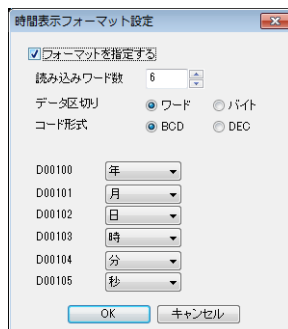 時間表示フォーマット設定
フォーマットを指定する
読み込みワード数 6
データ区切り ワード バイト
コード形式 BCD DEC
D00100 年
D00101 月
D00102 日
D00103 時
D00104 分
D00105 秒
OK キャンセル